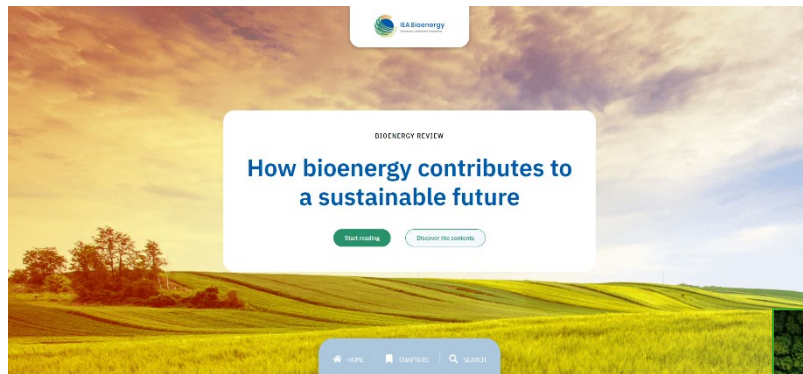 IEA Bioenergy
BIOENERGY REVIEW
How bioenergy contributes to
a sustainable future
Start reading
Discover the contents
HOME
CHAPTERS
SEARCH